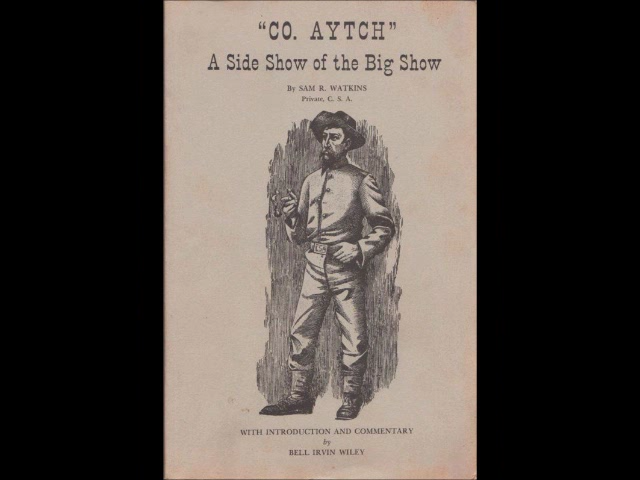 "CO. AYTCH"
A Side Show of the Big Show
By SAM R. WATKINS
Private, C. S. A.
WITH INTRODUCTION AND COMMENTARY
by
BELL IRVIN WILEY